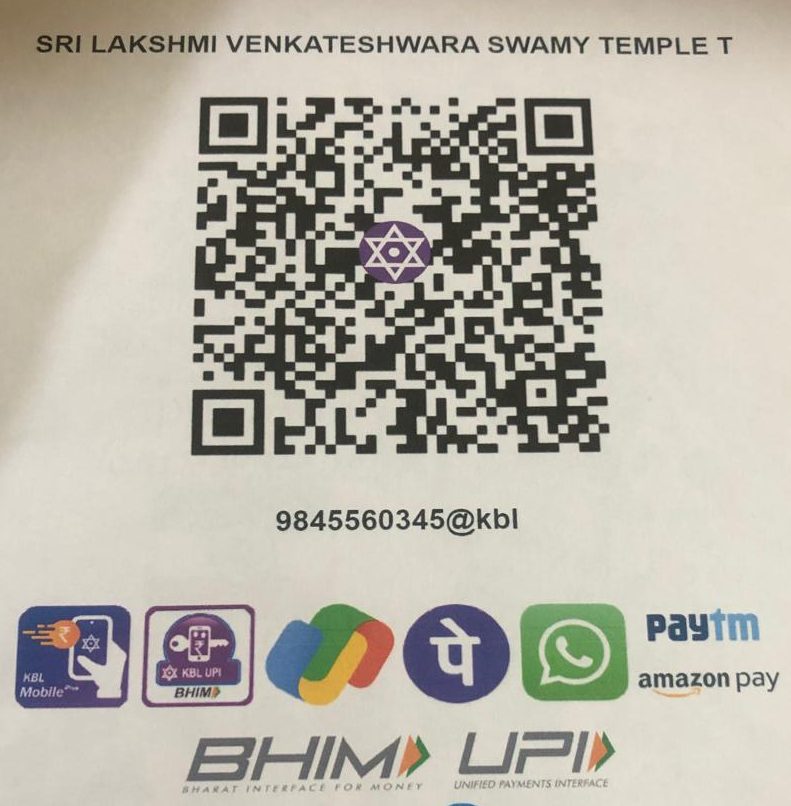 SRI LAKSHMI VENKATESHWARA SWAMY TEMPLE T
9845560345@kbl
KBL
Mobile Plus
KBL UPI
BHIM
पे
paytm
amazon pay
BHIM UPI
BHARAT INTERFACE FOR MONEY UNIFIED PAYMENTS INTERFACE